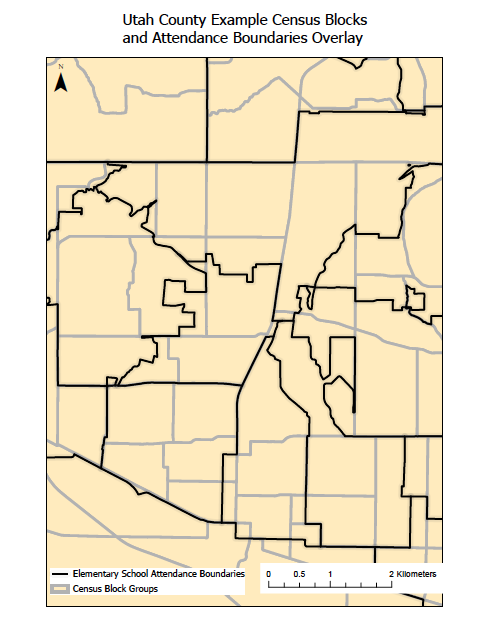 Utah County Example Census Blocks
and Attendance Boundaries Overlay
N
Elementary School Attendance Boundaries
Census Block Groups
0 0.5 1 2 Kilometers